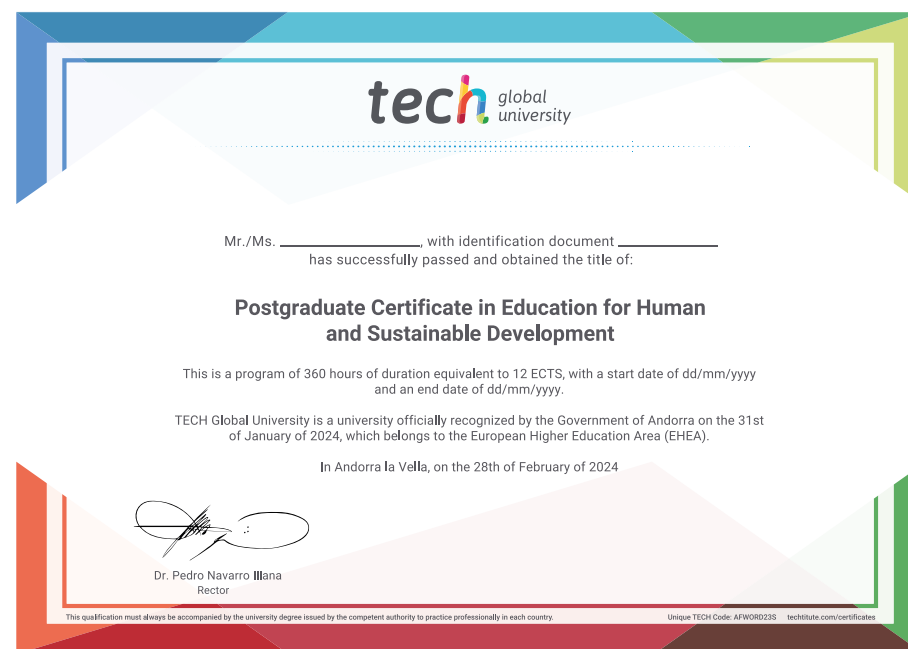 tech global
university
Mr./Ms. ____________, with identification document ____________
has successfully passed and obtained the title of:
Postgraduate Certificate in Education for Human
and Sustainable Development
This is a program of 360 hours of duration equivalent to 12 ECTS, with a start date of dd/mm/yyyy
and an end date of dd/mm/yyyy.
TECH Global University is a university officially recognized by the Government of Andorra on the 31st
of January of 2024, which belongs to the European Higher Education Area (EHEA).
In Andorra la Vella, on the 28th of February of 2024
Dr. Pedro Navarro Illana
Rector
This qualification must always be accompanied by the university degree issued by the competent authority to practice professionally in each country. Unique TECH Code: AFWORD23S techtitute.com/certificates